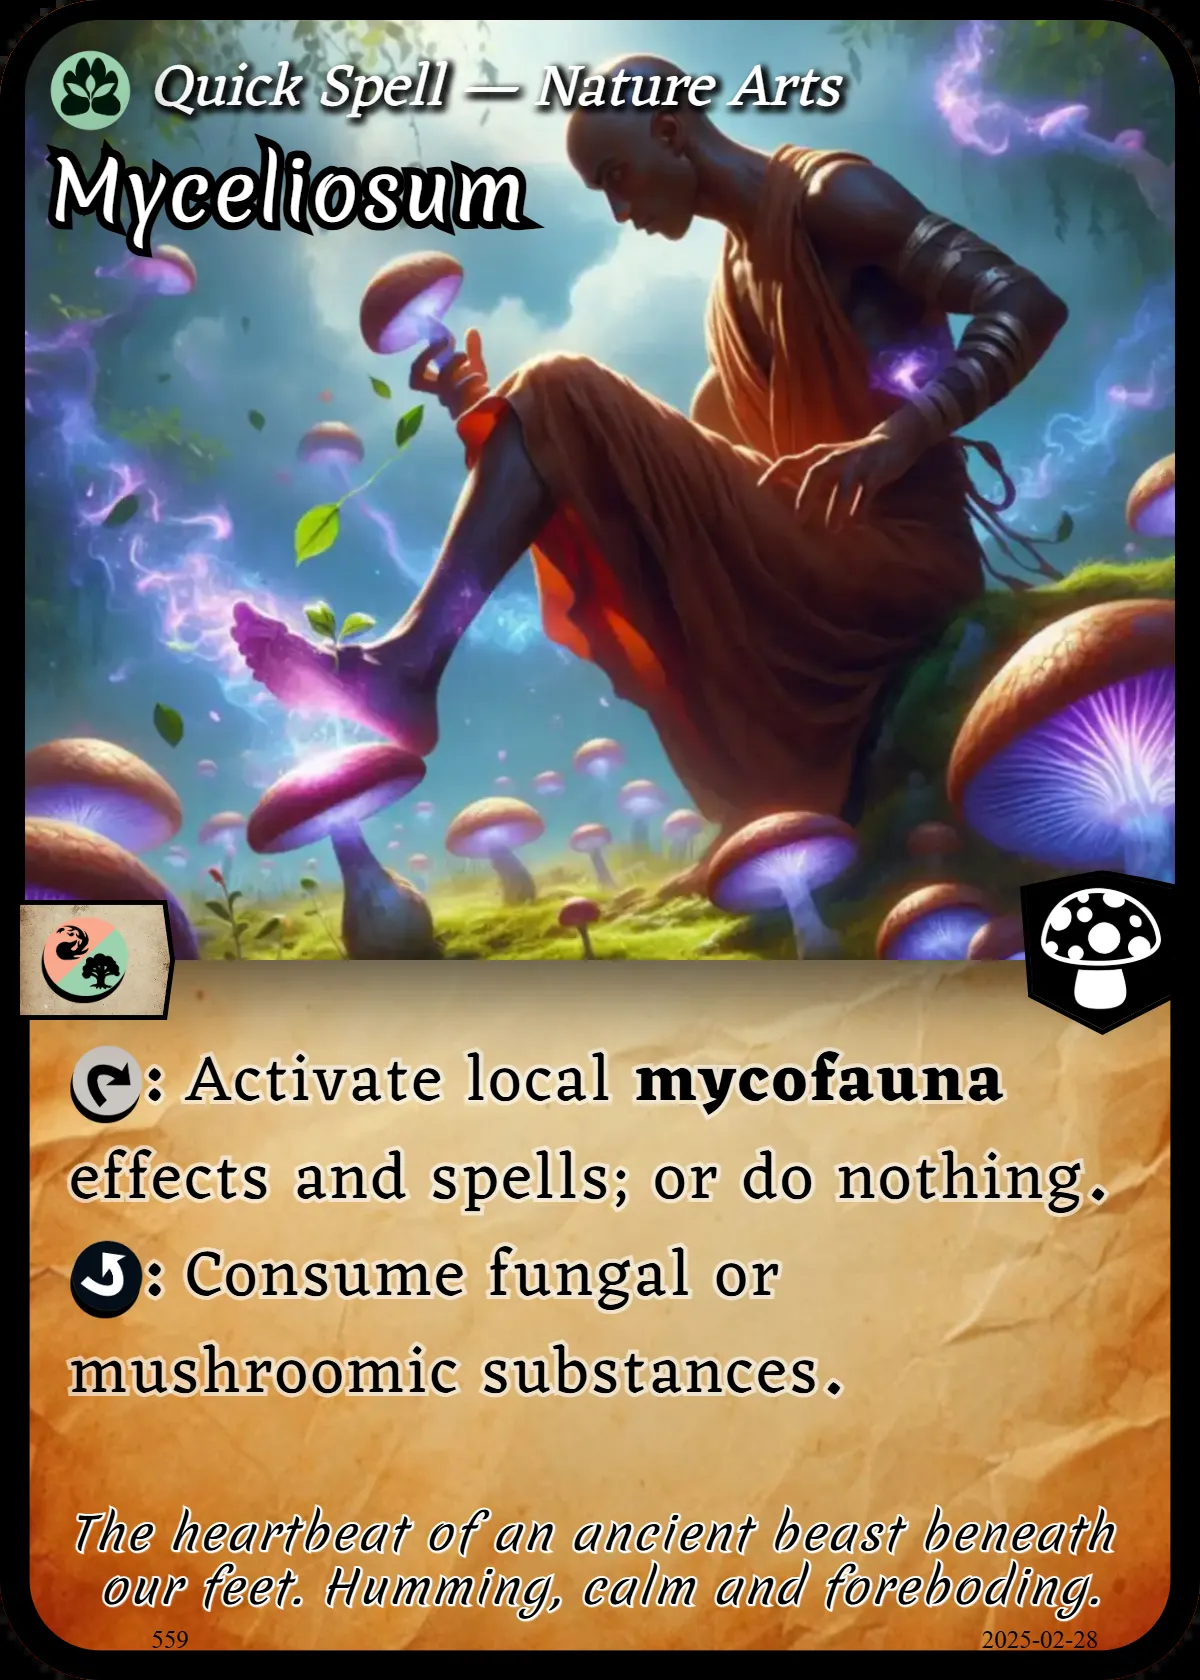 Quick Spell — Nature Arts
Myceliosum
: Activate local mycofauna
effects and spells; or do nothing.
: Consume fungal or
mushroomic substances.
The heartbeat of an ancient beast beneath
our feet. Humming, calm and foreboding.
559
2025-02-28